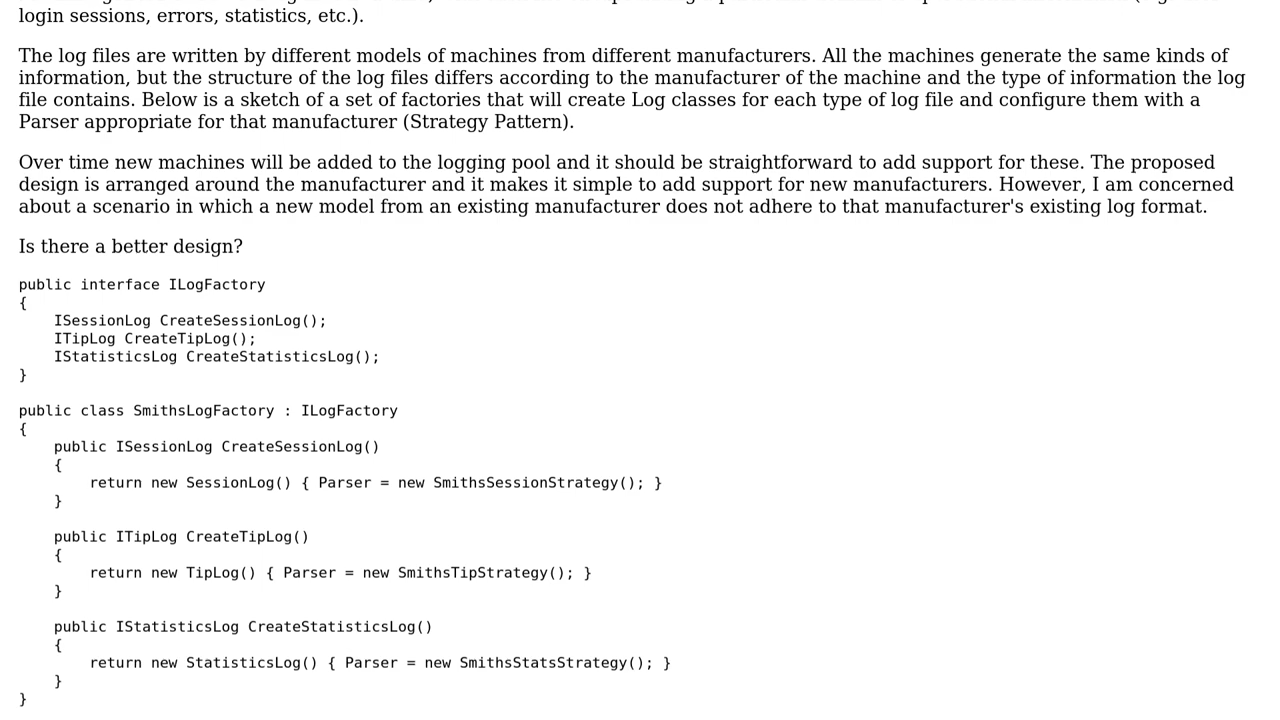 login sessions, errors, statistics, etc.).
The log files are written by different models of machines from different manufacturers. All the machines generate the same kinds of
information, but the structure of the log files differs according to the manufacturer of the machine and the type of information the log
file contains. Below is a sketch of a set of factories that will create Log classes for each type of log file and configure them with a
Parser appropriate for that manufacturer (Strategy Pattern).
Over time new machines will be added to the logging pool and it should be straightforward to add support for these. The proposed
design is arranged around the manufacturer and it makes it simple to add support for new manufacturers. However, I am concerned
about a scenario in which a new model from an existing manufacturer does not adhere to that manufacturer's existing log format.
Is there a better design?
public interface ILogFactory
{
    ISessionLog CreateSessionLog();
    ITipLog CreateTipLog();
    IStatisticsLog CreateStatisticsLog();
}
public class SmithsLogFactory : ILogFactory
{
    public ISessionLog CreateSessionLog()
    {
        return new SessionLog() { Parser = new SmithsSessionStrategy(); }
    }
    public ITipLog CreateTipLog()
    {
        return new TipLog() { Parser = new SmithsTipStrategy(); }
    }
    public IStatisticsLog CreateStatisticsLog()
    {
        return new StatisticsLog() { Parser = new SmithsStatsStrategy(); }
    }
}